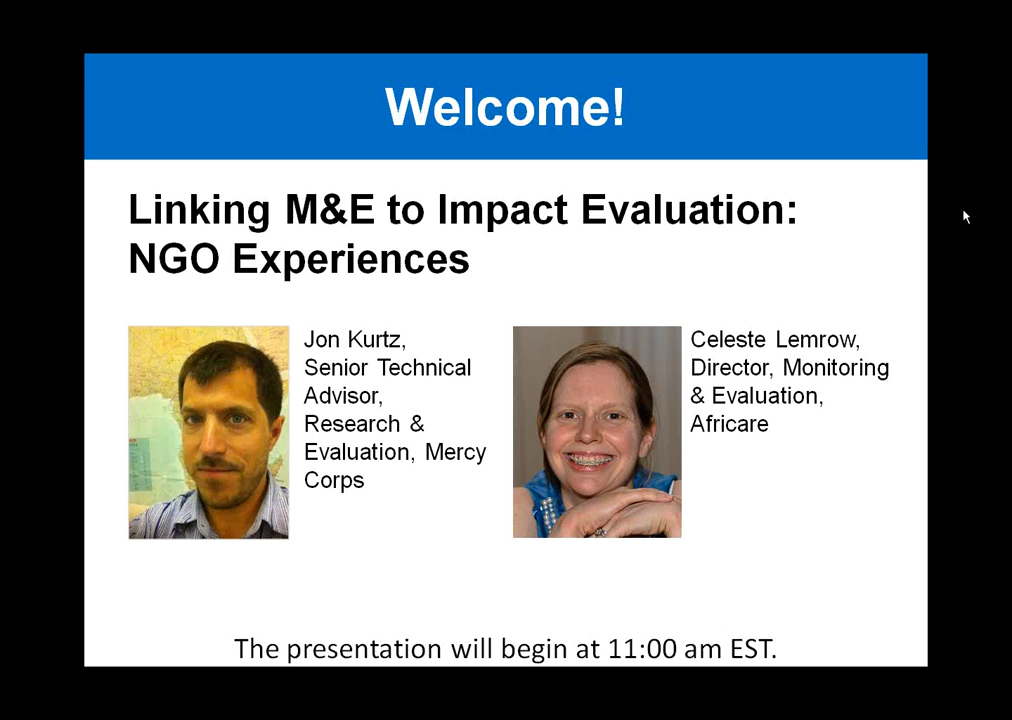 Welcome!
Linking M&E to Impact Evaluation:
NGO Experiences
Jon Kurtz,
Senior Technical
Advisor,
Research &
Evaluation, Mercy
Corps
Celeste Lemrow,
Director, Monitoring
& Evaluation,
Africare
The presentation will begin at 11:00 am EST.